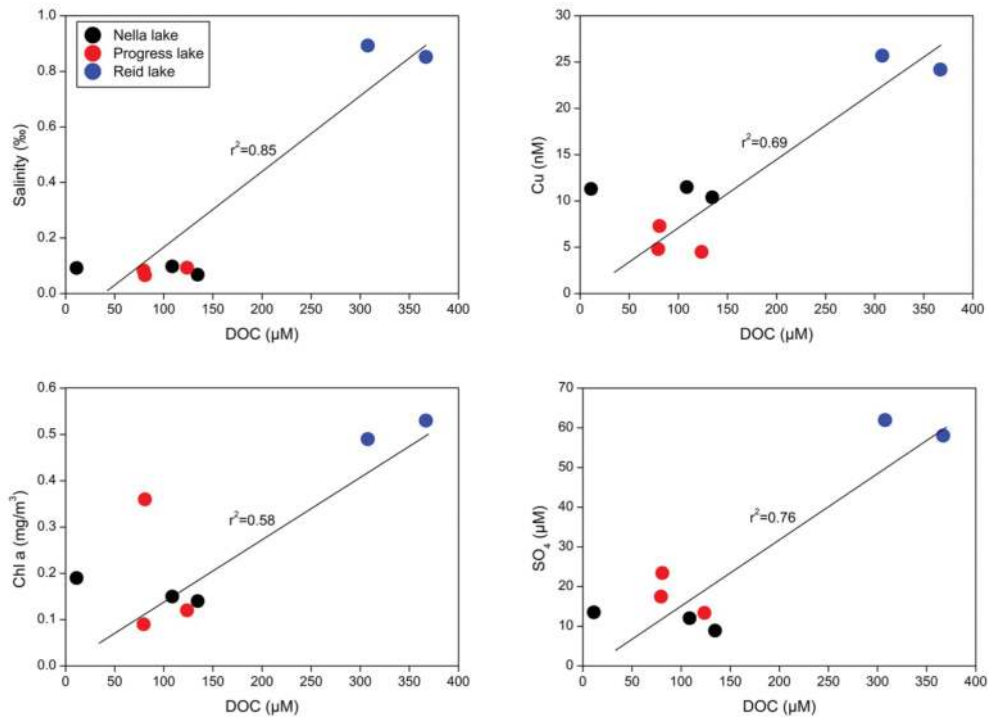 Nella lake
Progress lake
Reid lake
Salinity (‰)
1.0
0.8
0.6
0.4
0.2
0.0
r²=0.85
0 50 100 150 200 250 300 350 400
DOC (µM)
Cu (nM)
30
25
20
15
10
5
0
r²=0.69
0 50 100 150 200 250 300 350 400
DOC (µM)
Chl a (mg/m³)
0.6
0.5
0.4
0.3
0.2
0.1
0.0
r²=0.58
0 50 100 150 200 250 300 350 400
DOC (µM)
SO₄ (µM)
70
60
50
40
30
20
10
0
r²=0.76
0 50 100 150 200 250 300 350 400
DOC (µM)